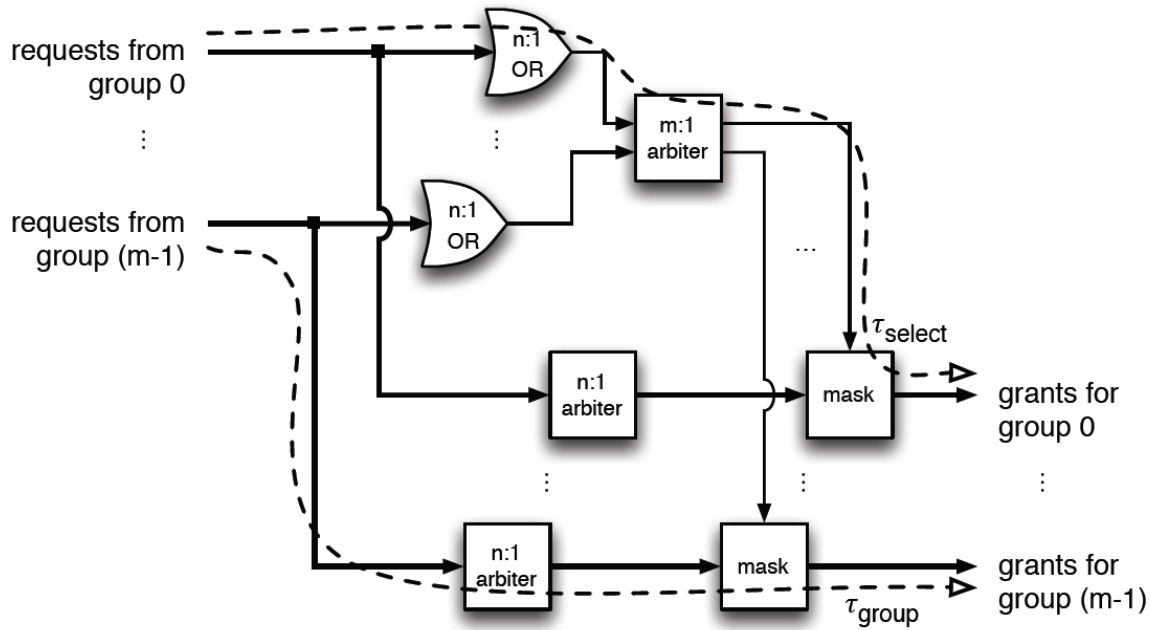 requests from
group 0
n:1
OR
m:1
arbiter
⋮
⋮
requests from
group (m-1)
n:1
OR
...
τselect
n:1
arbiter
mask
grants for
group 0
⋮
⋮
⋮
n:1
arbiter
mask
grants for
group (m-1)
τgroup